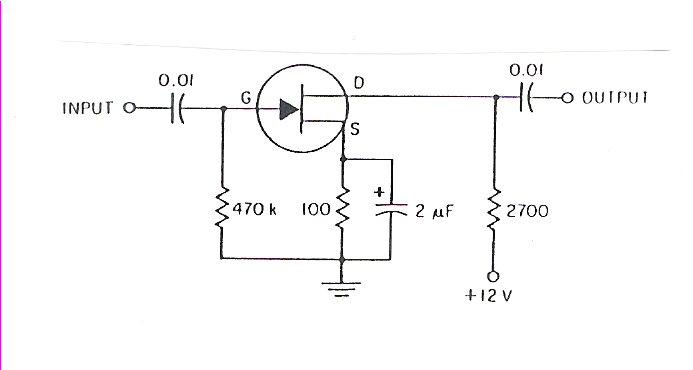 0.01
0.01
INPUT
G
D
OUTPUT
S
470 k
100
+
2 µF
2700
+12 V